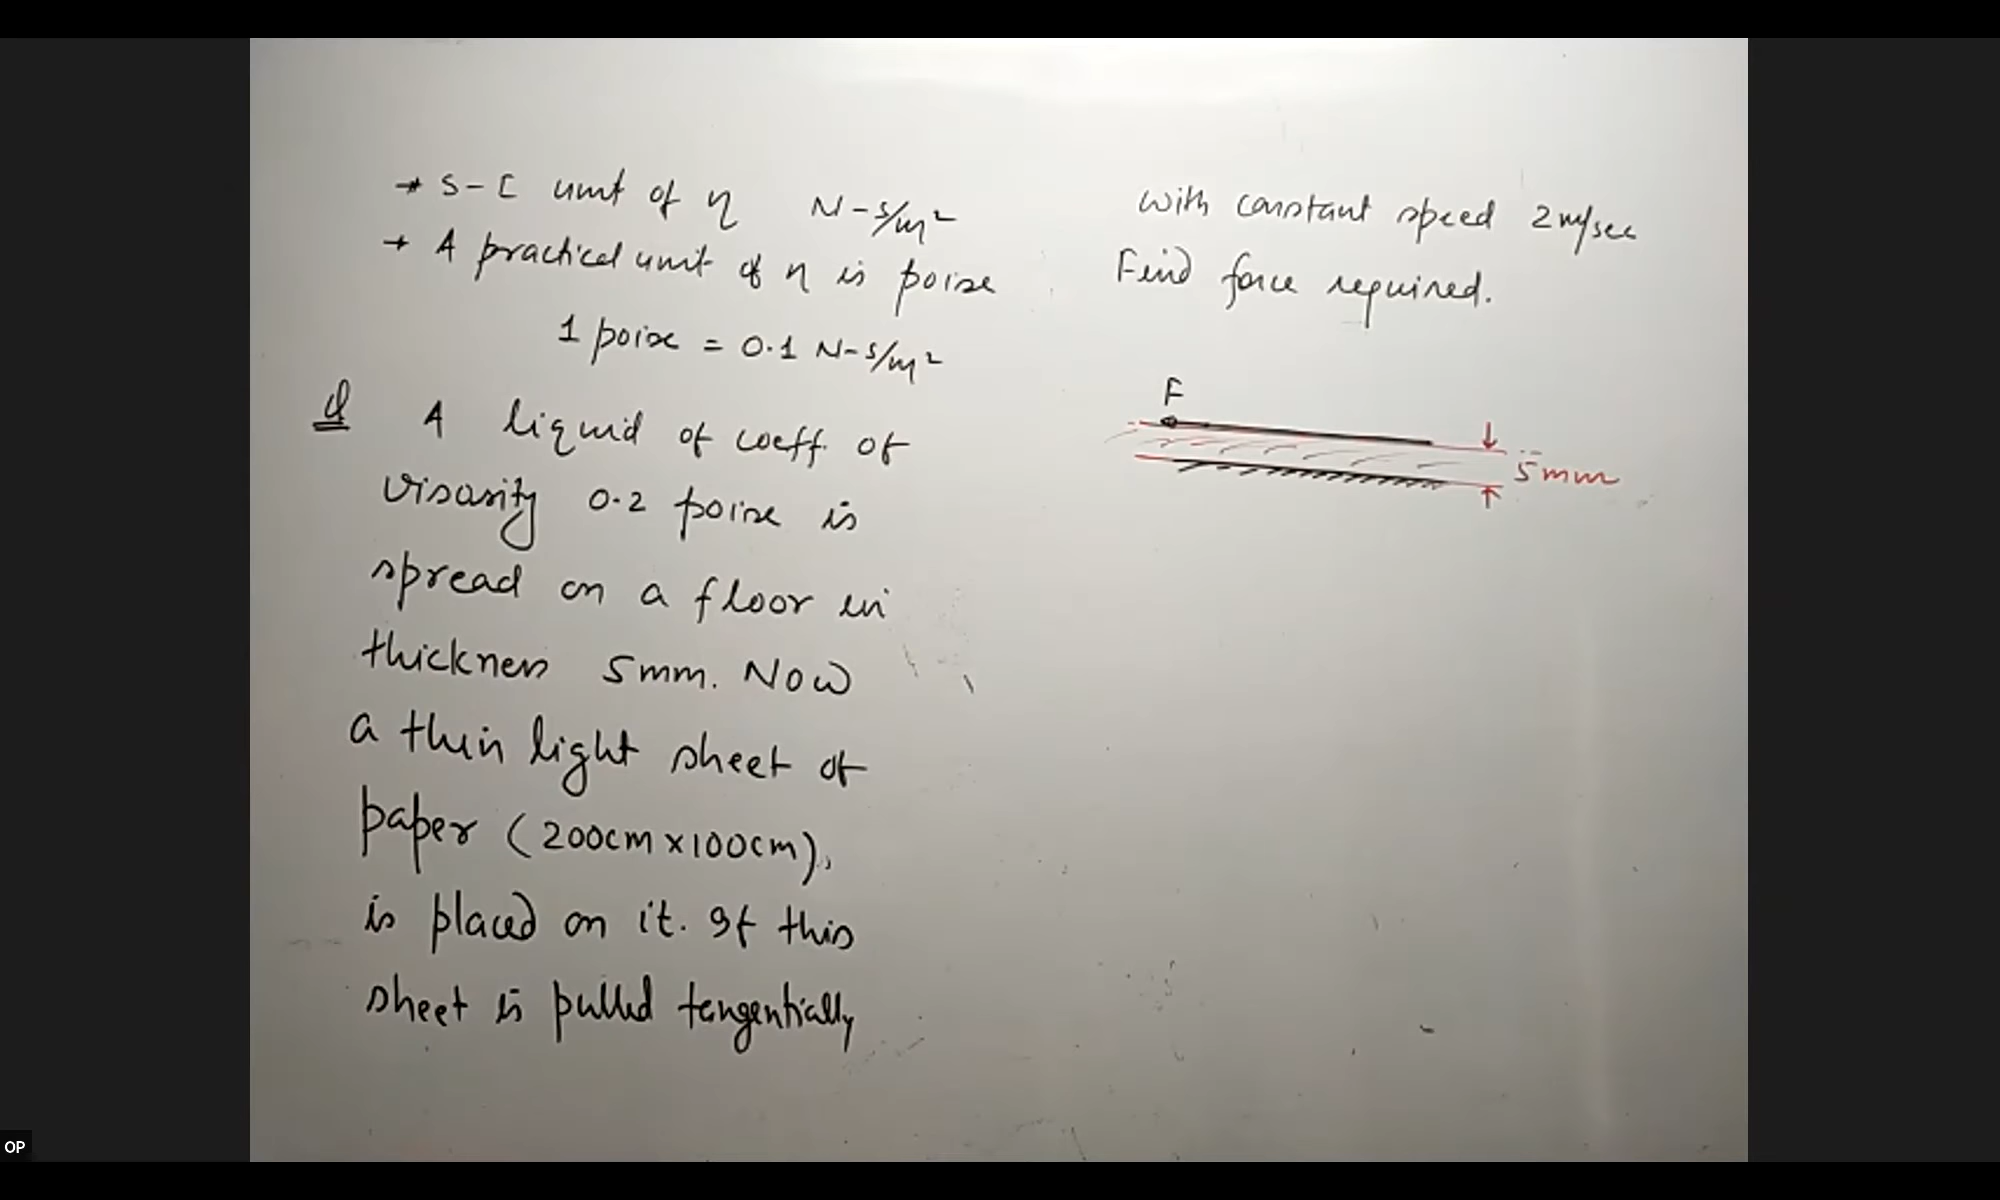 → S-I unit of η N-s/m²
→ A practical unit of η is poise
1 poise = 0.1 N-s/m²
Q A liquid of coeff. of
viscosity 0.2 poise is
spread on a floor in
thickness 5mm. Now
a thin light sheet of
paper (200cm x 100cm),
is placed on it. If this
sheet is pulled tangentially
with constant speed 2m/sec
Find force required.
F
5mm
OP